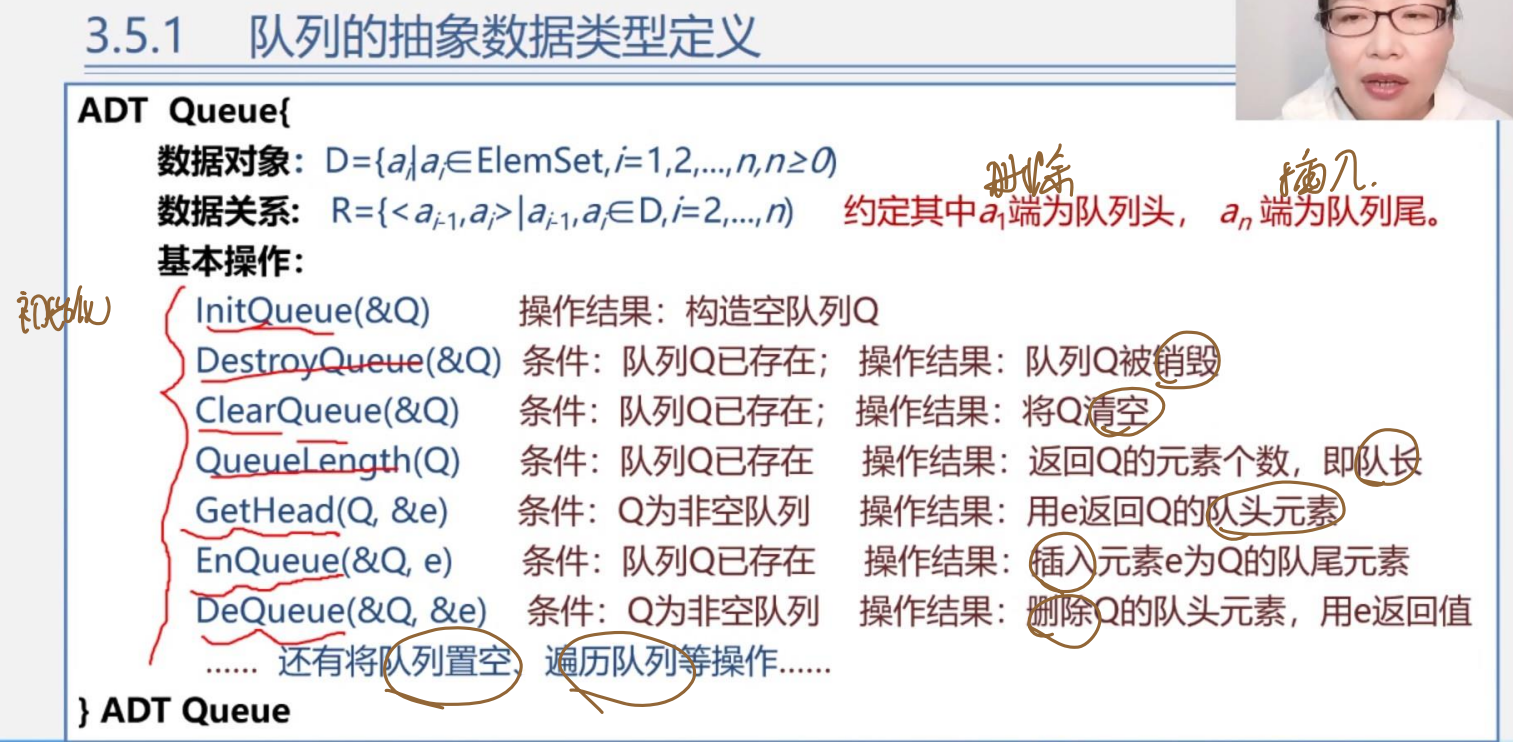 3.5.1 队列的抽象数据类型定义
ADT Queue{
数据对象：D={aᵢ|aᵢ∈ElemSet,i=1,2,...,n,n≥0)
删除 插入.
数据关系: R={<aᵢ₋₁,aᵢ>|aᵢ₋₁,aᵢ∈D,i=2,...,n) 约定其中a₁端为队列头， aₙ 端为队列尾。
基本操作：
初始化 InitQueue(&Q) 操作结果：构造空队列Q
DestroyQueue(&Q) 条件：队列Q已存在； 操作结果：队列Q被销毁
ClearQueue(&Q) 条件：队列Q已存在； 操作结果：将Q清空
QueueLength(Q) 条件：队列Q已存在 操作结果：返回Q的元素个数，即队长
GetHead(Q, &e) 条件：Q为非空队列 操作结果：用e返回Q的队头元素
EnQueue(&Q, e) 条件：队列Q已存在 操作结果：插入元素e为Q的队尾元素
DeQueue(&Q, &e) 条件：Q为非空队列 操作结果：删除Q的队头元素，用e返回值
...... 还有将队列置空、遍历队列等操作......
} ADT Queue